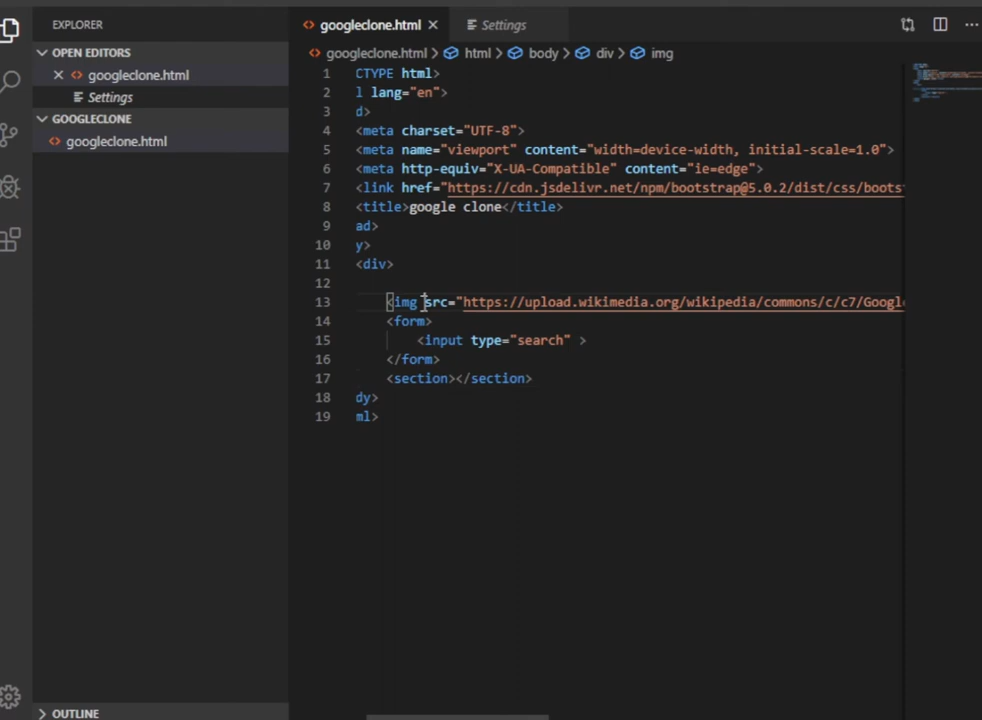 EXPLORER
OPEN EDITORS
googleclone.html
Settings
GOOGLECLONE
googleclone.html
OUTLINE
googleclone.html
Settings
googleclone.html > html > body > div > img
1 CTYPE html>
2 l lang="en">
3 d>
4 <meta charset="UTF-8">
5 <meta name="viewport" content="width=device-width, initial-scale=1.0">
6 <meta http-equiv="X-UA-Compatible" content="ie=edge">
7 <link href="https://cdn.jsdelivr.net/npm/bootstrap@5.0.2/dist/css/boots
8 <title>google clone</title>
9 ad>
10 y>
11 <div>
12
13 <img src="https://upload.wikimedia.org/wikipedia/commons/c/c7/Googl
14 <form>
15 <input type="search" >
16 </form>
17 <section></section>
18 dy>
19 ml>